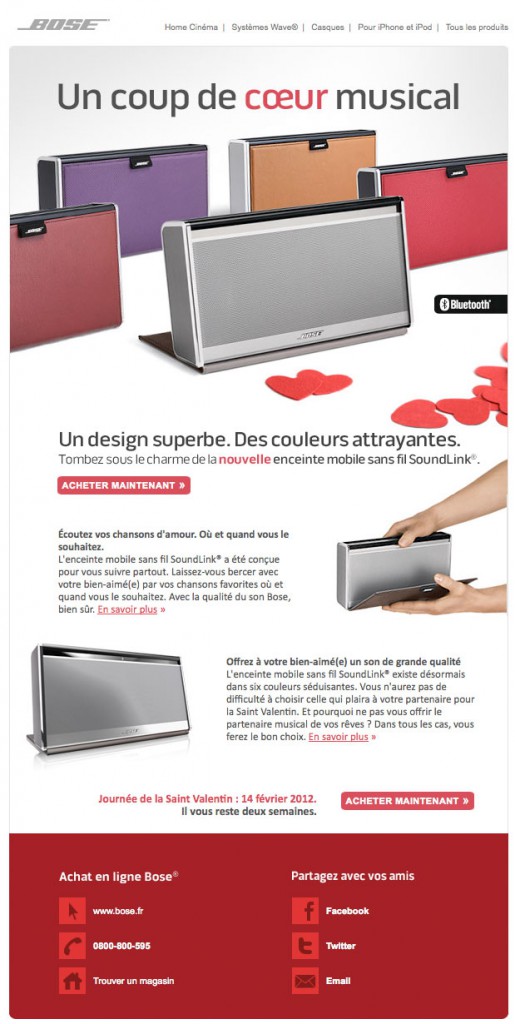 BOSE
Home Cinéma | Systèmes Wave® | Casques | Pour iPhone et iPod | Tous les produits
Un coup de cœur musical
BOSE
BOSE
BOSE
BOSE
BOSE
Bluetooth®
Un design superbe. Des couleurs attrayantes.
Tombez sous le charme de la nouvelle enceinte mobile sans fil SoundLink®.
ACHETER MAINTENANT »
Écoutez vos chansons d'amour. Où et quand vous le
souhaitez.
L'enceinte mobile sans fil SoundLink® a été conçue
pour vous suivre partout. Laissez-vous bercer avec
votre bien-aimé(e) par vos chansons favorites où et
quand vous le souhaitez. Avec la qualité du son Bose,
bien sûr. En savoir plus »
Offrez à votre bien-aimé(e) un son de grande qualité
L'enceinte mobile sans fil SoundLink® existe désormais
dans six couleurs séduisantes. Vous n'aurez pas de
difficulté à choisir celle qui plaira à votre partenaire pour
la Saint Valentin. Et pourquoi ne pas vous offrir le
partenaire musical de vos rêves ? Dans tous les cas, vous
ferez le bon choix. En savoir plus »
Journée de la Saint Valentin : 14 février 2012.
Il vous reste deux semaines.
ACHETER MAINTENANT »
Achat en ligne Bose®
www.bose.fr
0800-800-595
Trouver un magasin
Partagez avec vos amis
Facebook
Twitter
Email